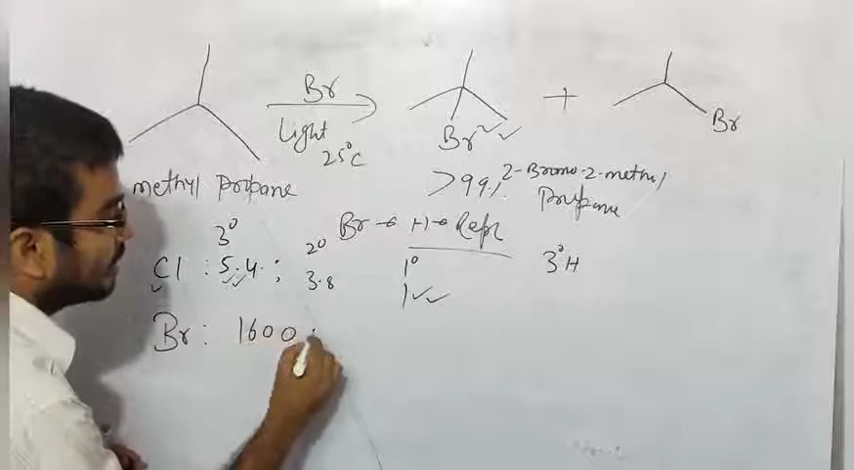 Br
Light
25°C
Br
+
Br
methyl Propane
>99%
2-Bromo-2-methyl
Propane
Br → H → Repl
3° 2° 1° 3°H
Cl : 5.4 : 3.8 1
Br : 1600 :